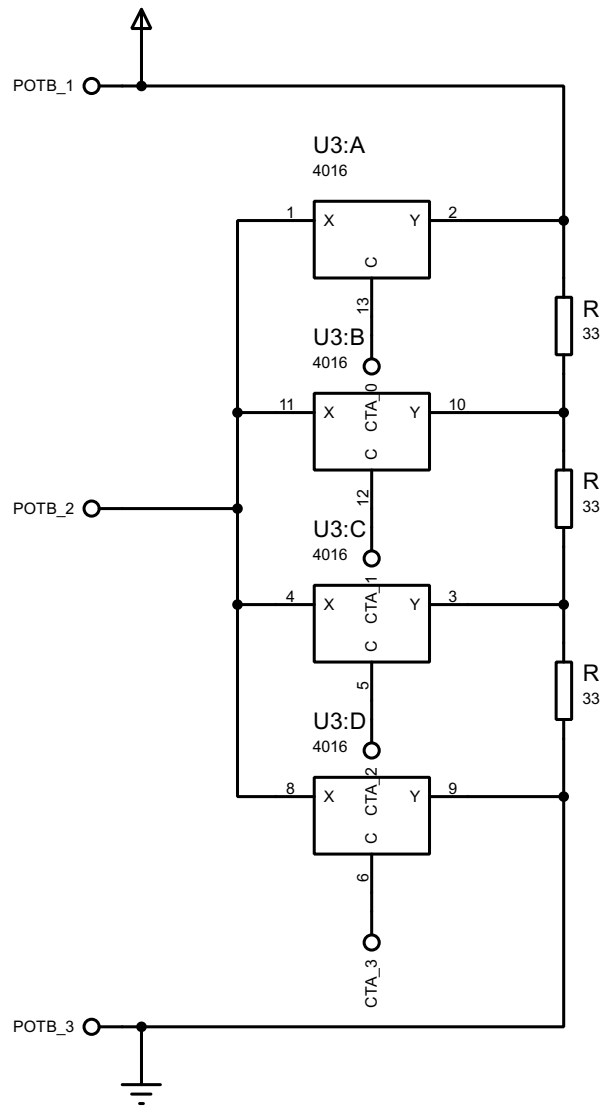 POTB_1
U3:A
4016
1
X
Y
2
C
13
R
33
U3:B
4016
CTA_0
11
X
Y
10
C
12
R
33
POTB_2
U3:C
4016
CTA_1
4
X
Y
3
C
5
R
33
U3:D
4016
CTA_2
8
X
Y
9
C
6
CTA_3
POTB_3